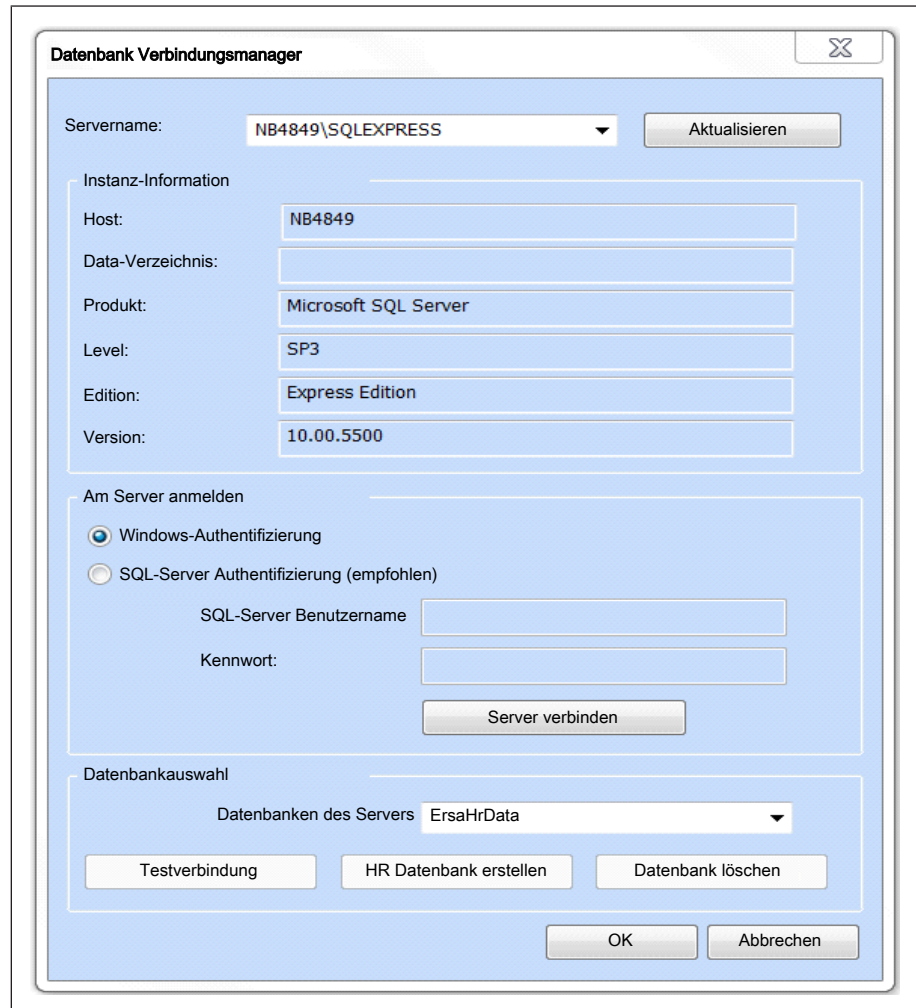 Datenbank Verbindungsmanager
Servername: NB4849\SQLEXPRESS Aktualisieren
Instanz-Information
Host: NB4849
Data-Verzeichnis:
Produkt: Microsoft SQL Server
Level: SP3
Edition: Express Edition
Version: 10.00.5500
Am Server anmelden
Windows-Authentifizierung
SQL-Server Authentifizierung (empfohlen)
SQL-Server Benutzername
Kennwort:
Server verbinden
Datenbankauswahl
Datenbanken des Servers ErsaHrData
Testverbindung HR Datenbank erstellen Datenbank löschen
OK Abbrechen